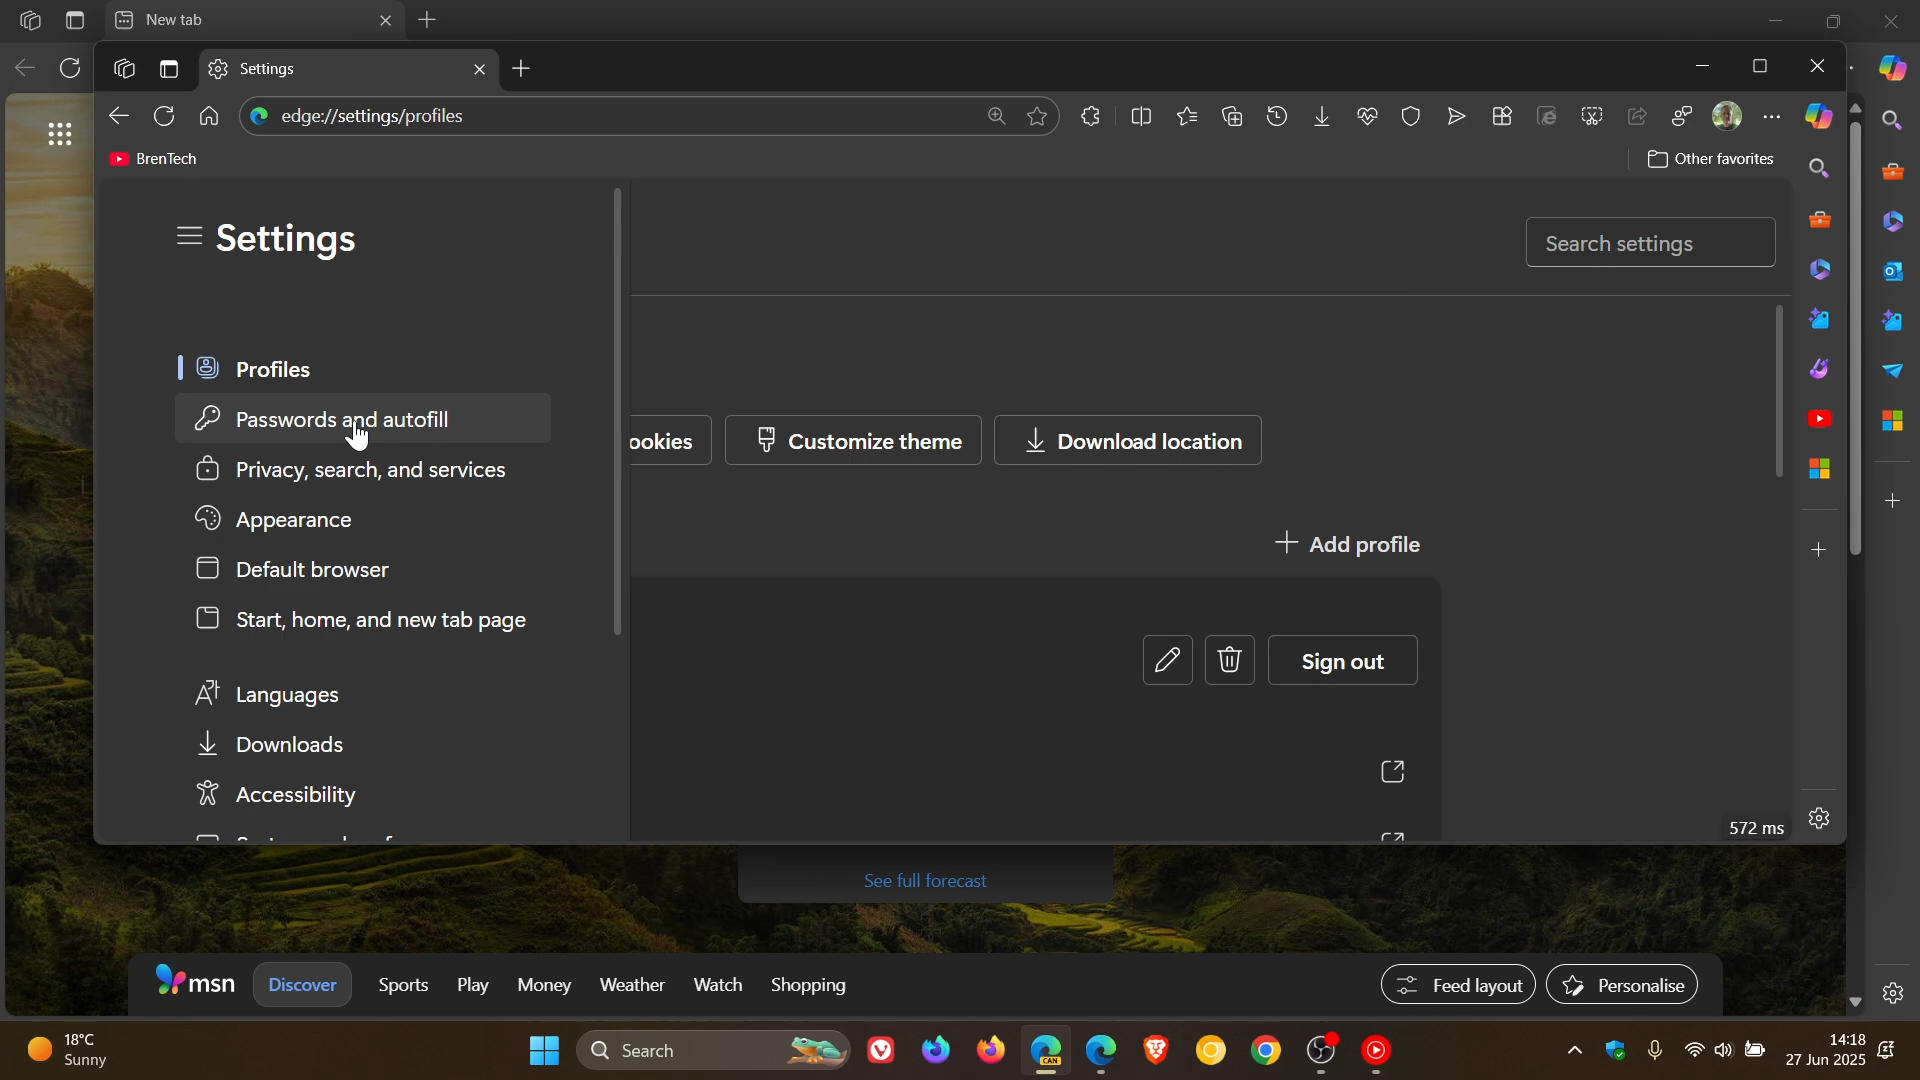 New tab
Settings
edge://settings/profiles
BrenTech
Other favorites
Settings
Search settings
Profiles
Passwords and autofill
Privacy, search, and services
Appearance
Default browser
Start, home, and new tab page
Languages
Downloads
Accessibility
ookies
Customize theme
Download location
Add profile
Sign out
572 ms
See full forecast
msn
Discover
Sports
Play
Money
Weather
Watch
Shopping
Feed layout
Personalise
18°C
Sunny
Search
CAN
14:18
27 Jun 2025